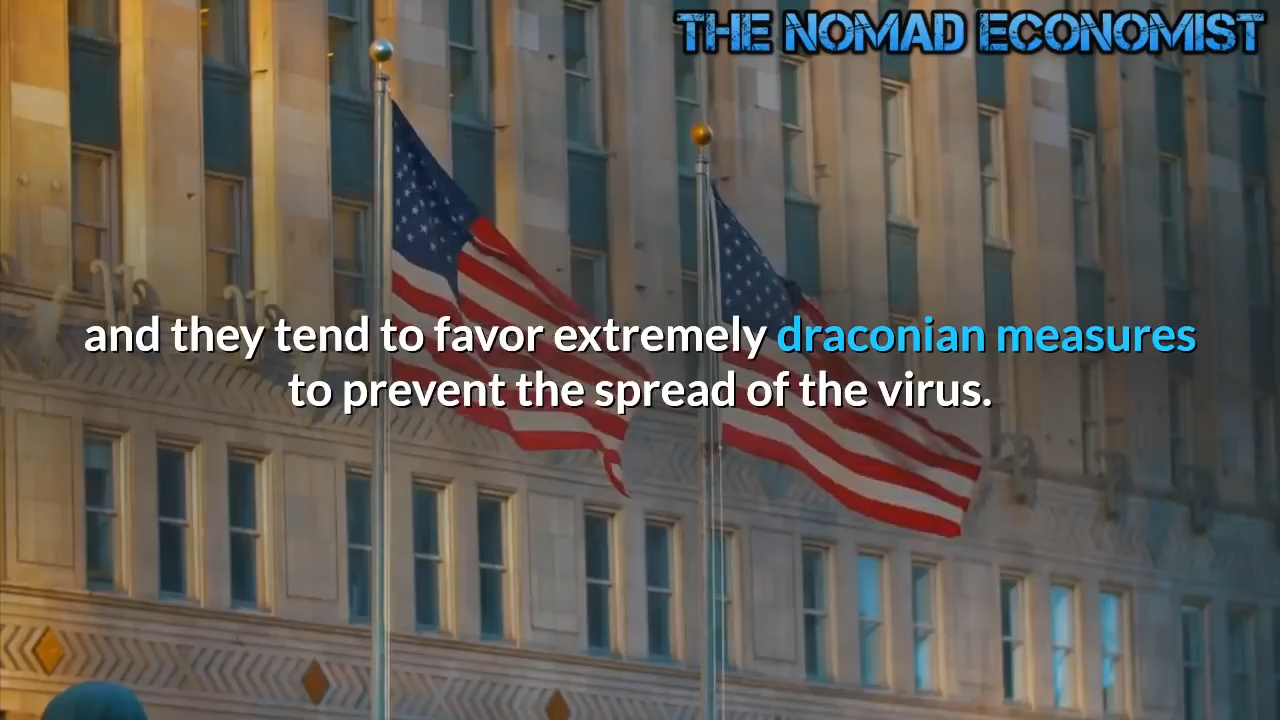 THE NOMAD ECONOMIST
and they tend to favor extremely draconian measures
to prevent the spread of the virus.